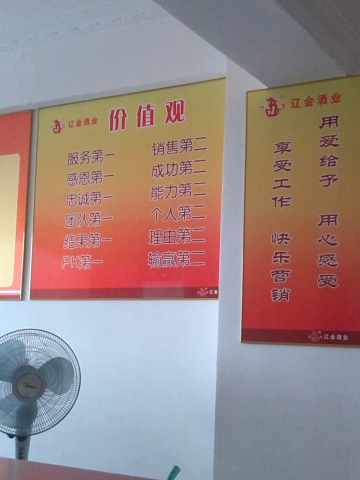 辽金酒业
价值观
服务第一 销售第二
感恩第一 成功第二
忠诚第一 能力第二
团队第一 个人第二
结果第一 理由第二
PK第一 输赢第二
辽金酒业
用爱给予 用心感受
享受工作 快乐营销
辽金酒业